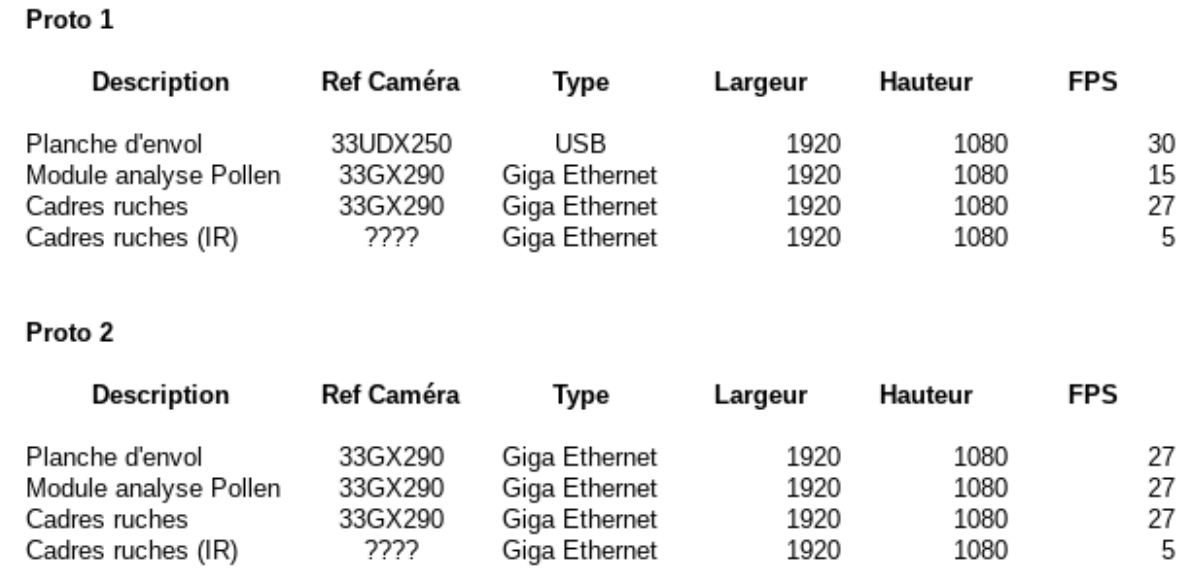 Proto 1
Description Ref Caméra Type Largeur Hauteur FPS
Planche d'envol 33UDX250 USB 1920 1080 30
Module analyse Pollen 33GX290 Giga Ethernet 1920 1080 15
Cadres ruches 33GX290 Giga Ethernet 1920 1080 27
Cadres ruches (IR) ???? Giga Ethernet 1920 1080 5
Proto 2
Description Ref Caméra Type Largeur Hauteur FPS
Planche d'envol 33GX290 Giga Ethernet 1920 1080 27
Module analyse Pollen 33GX290 Giga Ethernet 1920 1080 27
Cadres ruches 33GX290 Giga Ethernet 1920 1080 27
Cadres ruches (IR) ???? Giga Ethernet 1920 1080 5